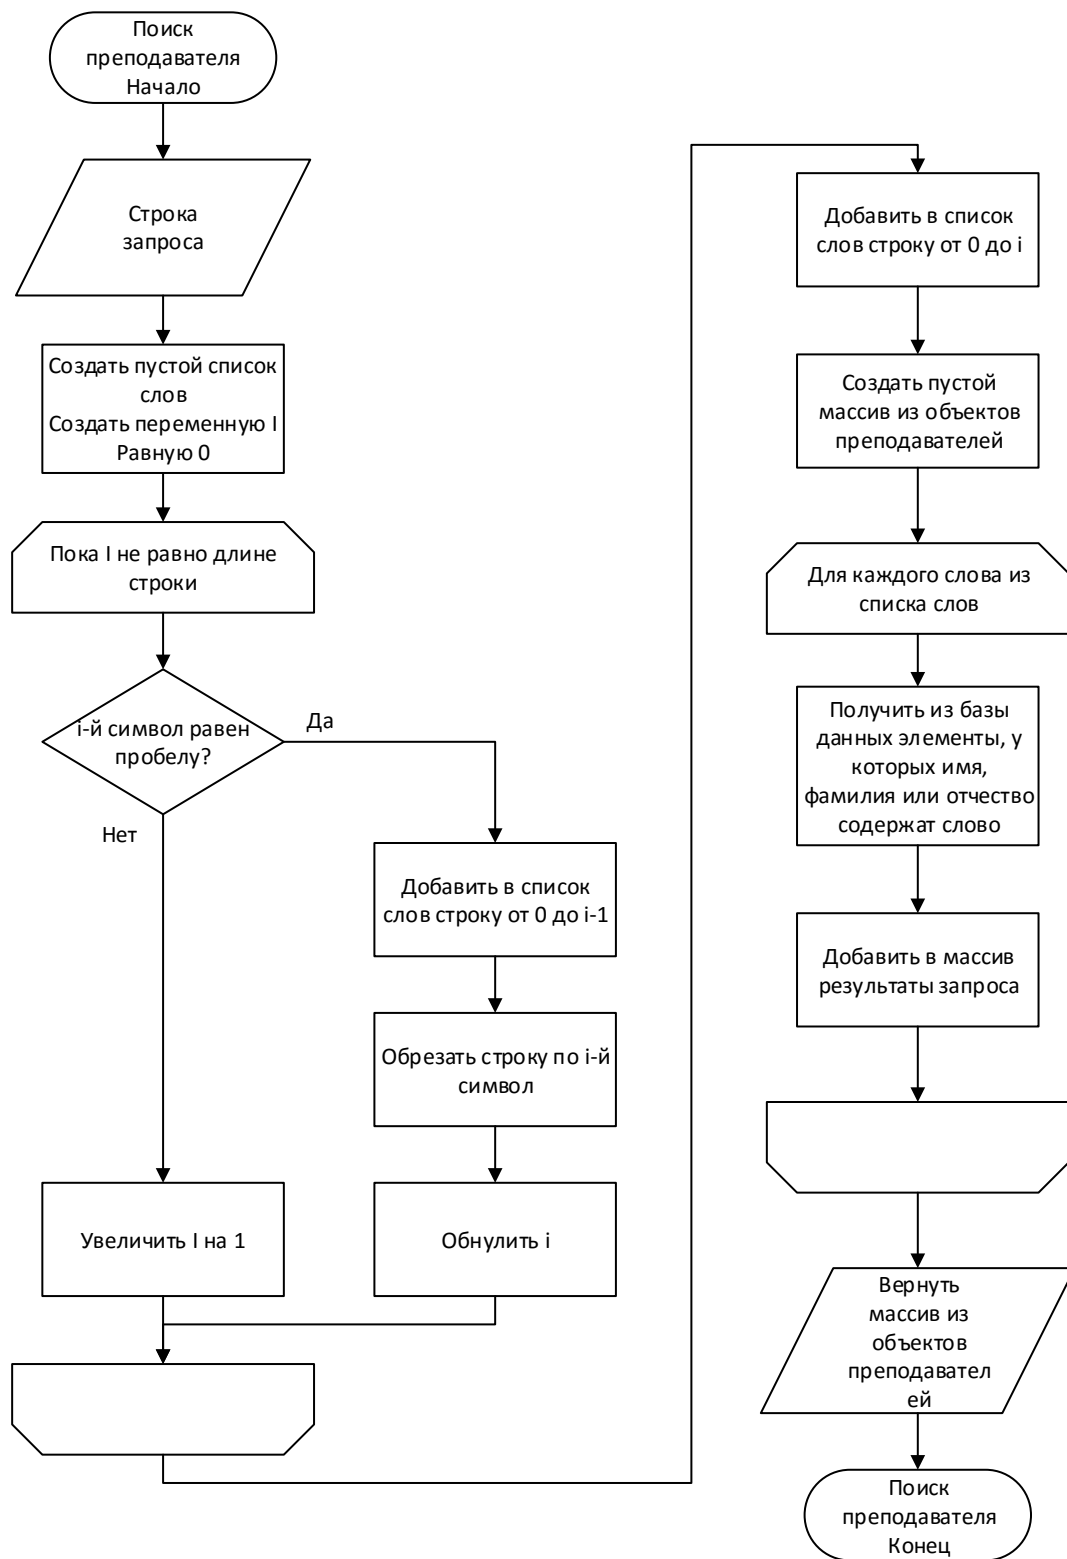 Поиск
преподавателя
Начало
Строка
запроса
Создать пустой список
слов
Создать переменную I
Равную 0
Пока I не равно длине
строки
i-й символ равен
пробелу?
Да
Нет
Добавить в список
слов строку от 0 до i-1
Обрезать строку по i-й
символ
Увеличить I на 1
Обнулить i
Добавить в список
слов строку от 0 до i
Создать пустой
массив из объектов
преподавателей
Для каждого слова из
списка слов
Получить из базы
данных элементы, у
которых имя,
фамилия или отчество
содержат слово
Добавить в массив
результаты запроса
Вернуть
массив из
объектов
преподавател
ей
Поиск
преподавателя
Конец